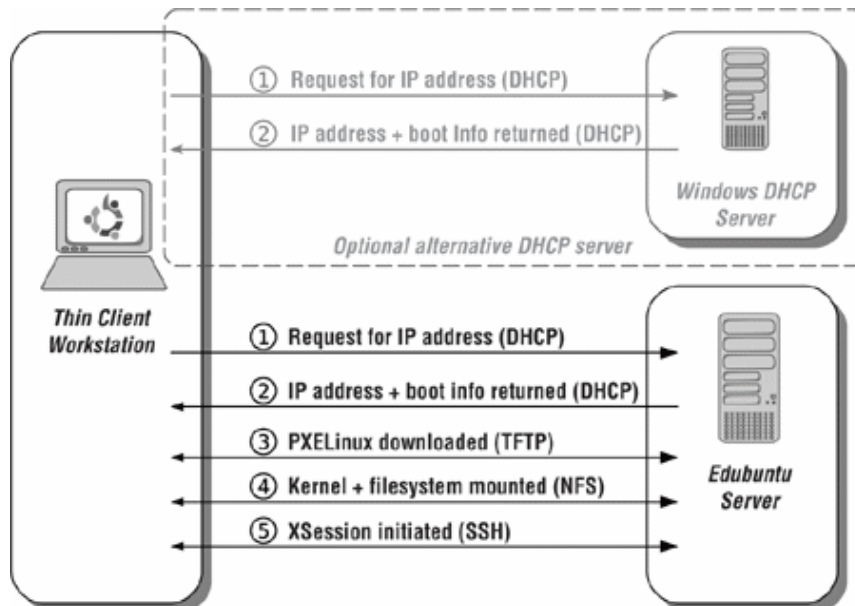 ① Request for IP address (DHCP)
② IP address + boot Info returned (DHCP)
Windows DHCP
Server
Optional alternative DHCP server
Thin Client
Workstation
① Request for IP address (DHCP)
② IP address + boot info returned (DHCP)
③ PXELinux downloaded (TFTP)
④ Kernel + filesystem mounted (NFS)
⑤ XSession initiated (SSH)
Edubuntu
Server